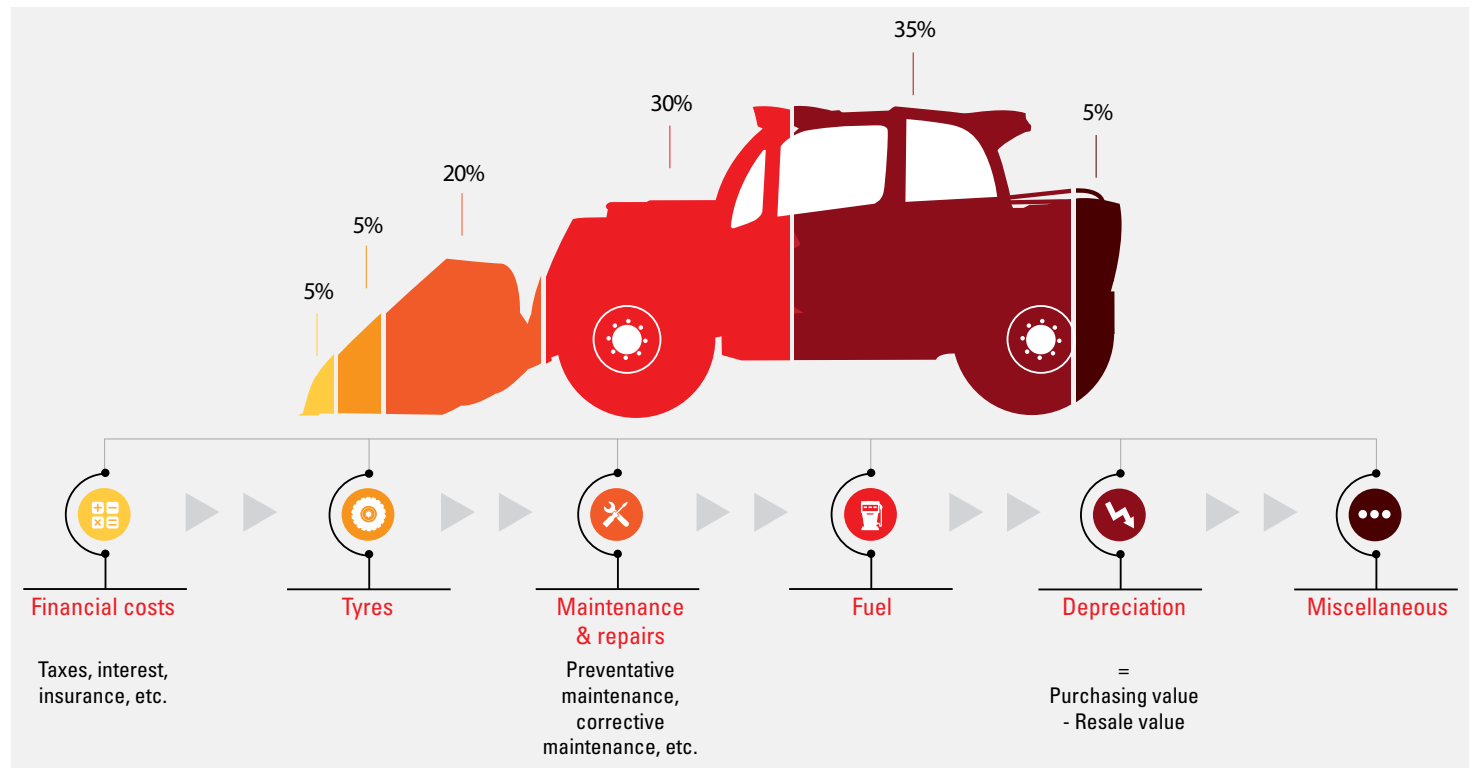 35%
30%
5%
20%
5%
5%
Financial costs
Tyres
Maintenance
& repairs
Fuel
Depreciation
Miscellaneous
Taxes, interest,
insurance, etc.
Preventative
maintenance,
corrective
maintenance, etc.
=
Purchasing value
- Resale value